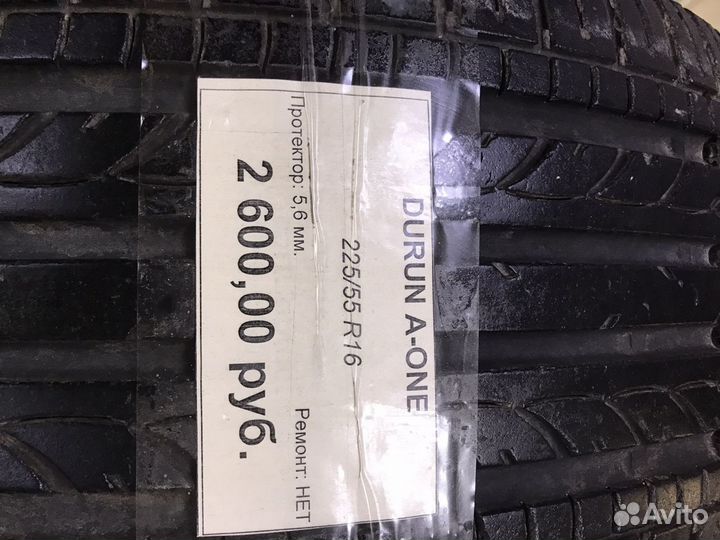 DURUN A-ONE
225/55 R16
Протектор: 5,6 мм. Ремонт: НЕТ
2 600,00 руб.
Avito